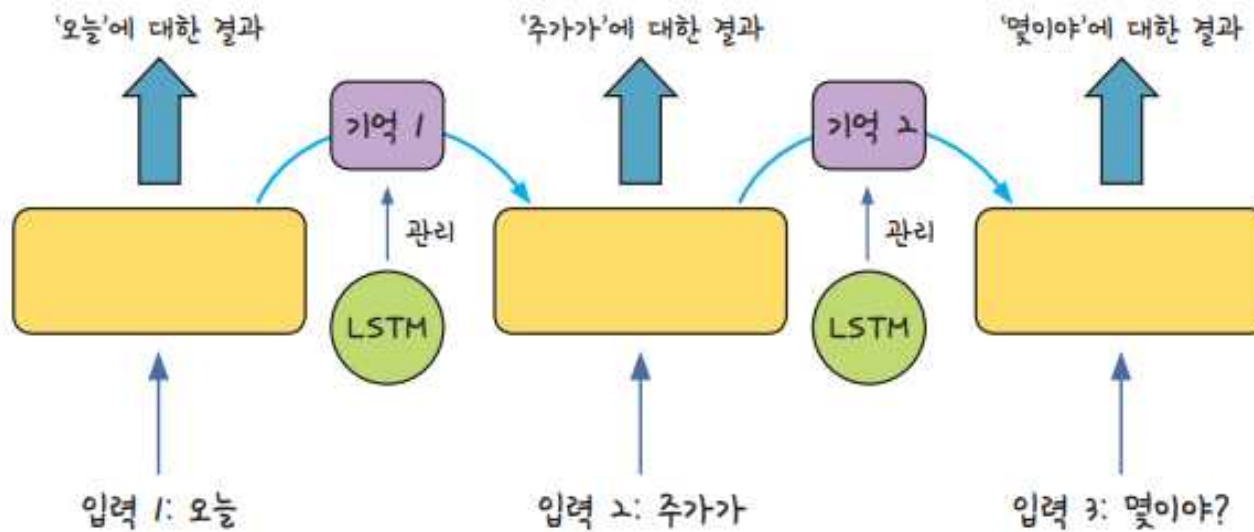 '오늘'에 대한 결과
'주가가'에 대한 결과
'몇이야'에 대한 결과
기억 1
기억 2
관리
관리
LSTM
LSTM
입력 1: 오늘
입력 2: 주가가
입력 3: 몇이야?